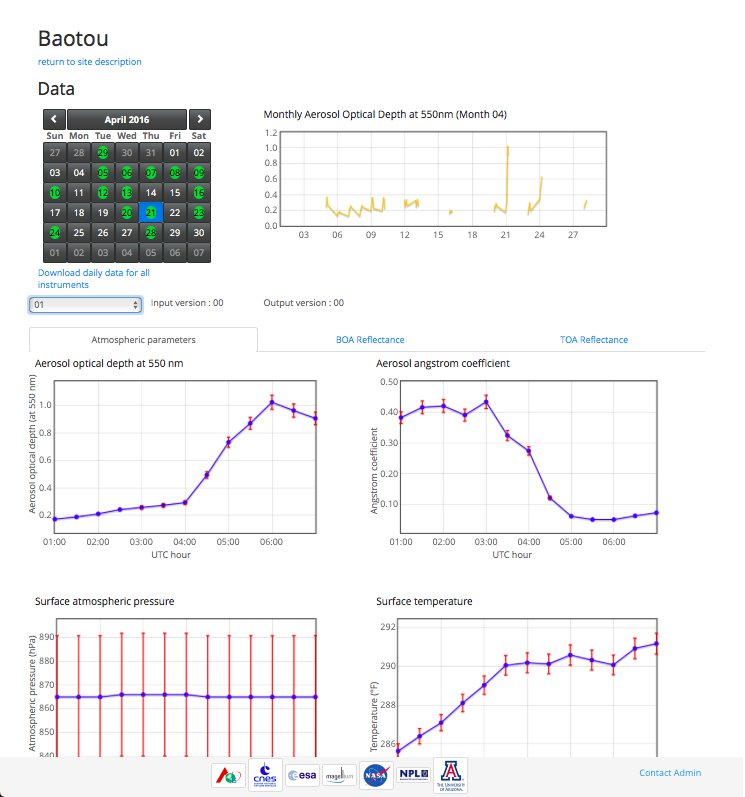 Baotou
return to site description
Data
April 2016
Sun Mon Tue Wed Thu Fri Sat
27 28 29 30 31 01 02
03 04 05 06 07 08 09
10 11 12 13 14 15 16
17 18 19 20 21 22 23
24 25 26 27 28 29 30
01 02 03 04 05 06 07
Download daily data for all
instruments
Monthly Aerosol Optical Depth at 550nm (Month 04)
1.2
1.0
0.8
0.6
0.4
0.2
0.0
03 06 09 12 15 18 21 24 27
01
Input version : 00
Output version : 00
Atmospheric parameters
BOA Reflectance
TOA Reflectance
Aerosol optical depth at 550 nm
Aerosol optical depth (at 550 nm)
1.0
0.8
0.6
0.4
0.2
01:00 02:00 03:00 04:00 05:00 06:00
UTC hour
Aerosol angstrom coefficient
Angstrom coefficient
0.50
0.40
0.30
0.20
0.10
01:00 02:00 03:00 04:00 05:00 06:00
UTC hour
Surface atmospheric pressure
Atmospheric pressure (hPa)
890
880
870
860
850
840
Surface temperature
Temperature (°F)
292
290
288
286
cnes
esa
magellium
NASA
NPL
A
THE UNIVERSITY
OF ARIZONA
Contact Admin